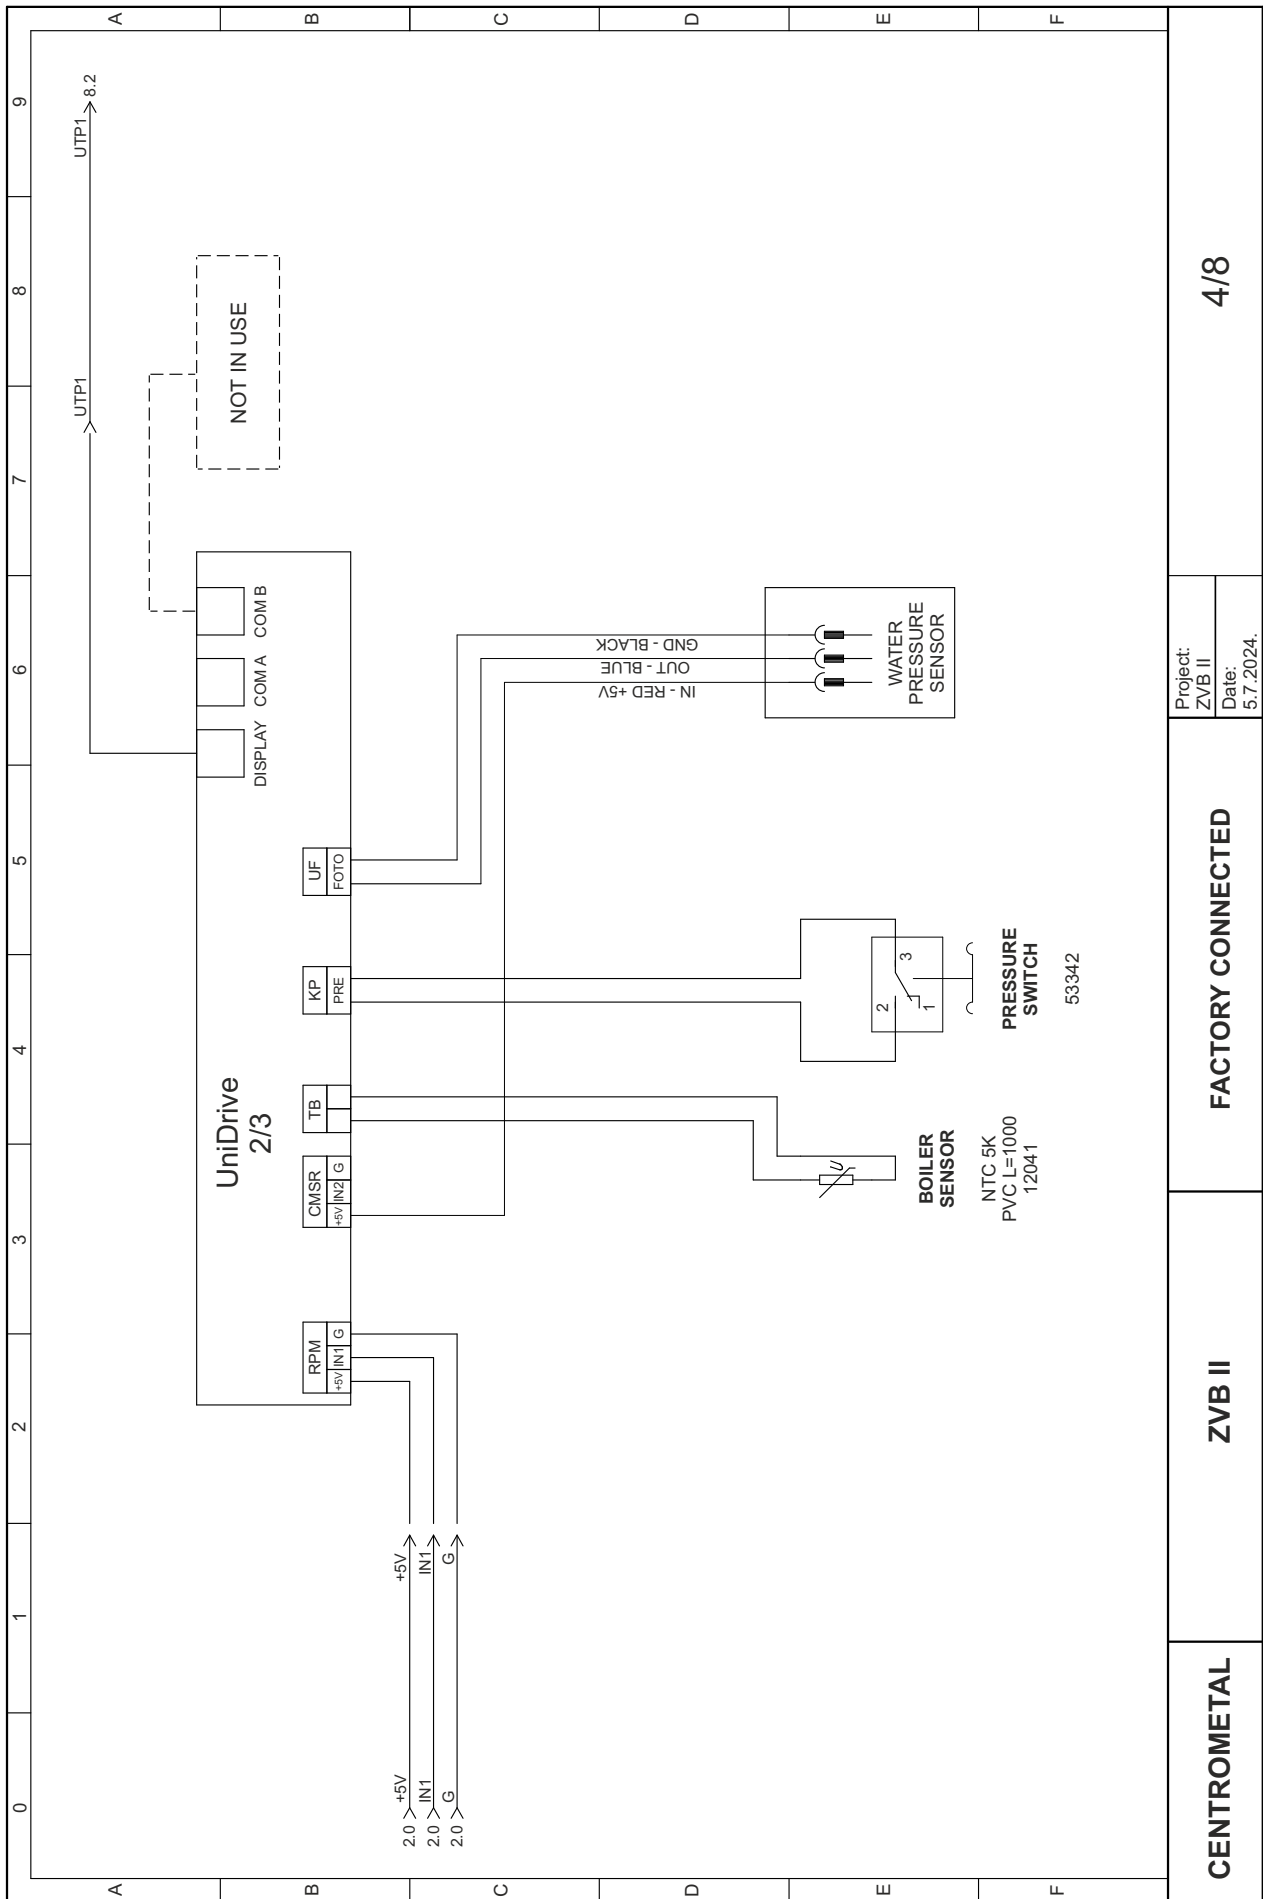 0 1 2 3 4 5 6 7 8 9
A
A
UTP1
UTP1
8.2
B
B
UniDrive
2/3
DISPLAY
COM A
COM B
NOT IN USE
RPM
+5V IN1 G
CMSR
+5V IN2 G
TB
KP
PRE
UF
FOTO
C
C
2.0 +5V
+5V
2.0 IN1
IN1
2.0 G
G
D
D
IN - RED +5V
OUT - BLUE
GND - BLACK
E
E
U
2
1
3
WATER
PRESSURE
SENSOR
BOILER
SENSOR
NTC 5K
PVC L=1000
12041
PRESSURE
SWITCH
53342
F
F
CENTROMETAL
ZVB II
FACTORY CONNECTED
Project:
ZVB II
Date:
5.7.2024.
4/8